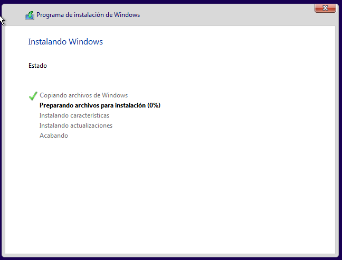 Programa de instalación de Windows
Instalando Windows
Estado
Copiando archivos de Windows
Preparando archivos para instalación (0%)
Instalando características
Instalando actualizaciones
Acabando